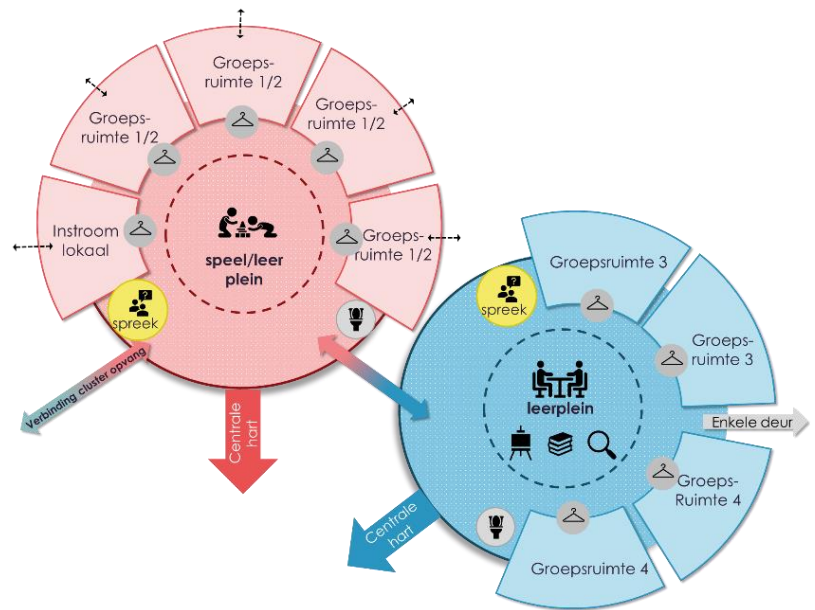 Groeps-
ruimte 1/2
Groeps-
ruimte 1/2
Groeps-
ruimte 1/2
Instroom
lokaal
Groeps-
ruimte 1/2
speel/leer
plein
spreek
Verbinding cluster opvang
Centrale
hart
Groepsruimte 3
spreek
Groeps-
ruimte 3
leerplein
Enkele deur
Groeps-
Ruimte 4
Centrale
hart
Groepsruimte 4